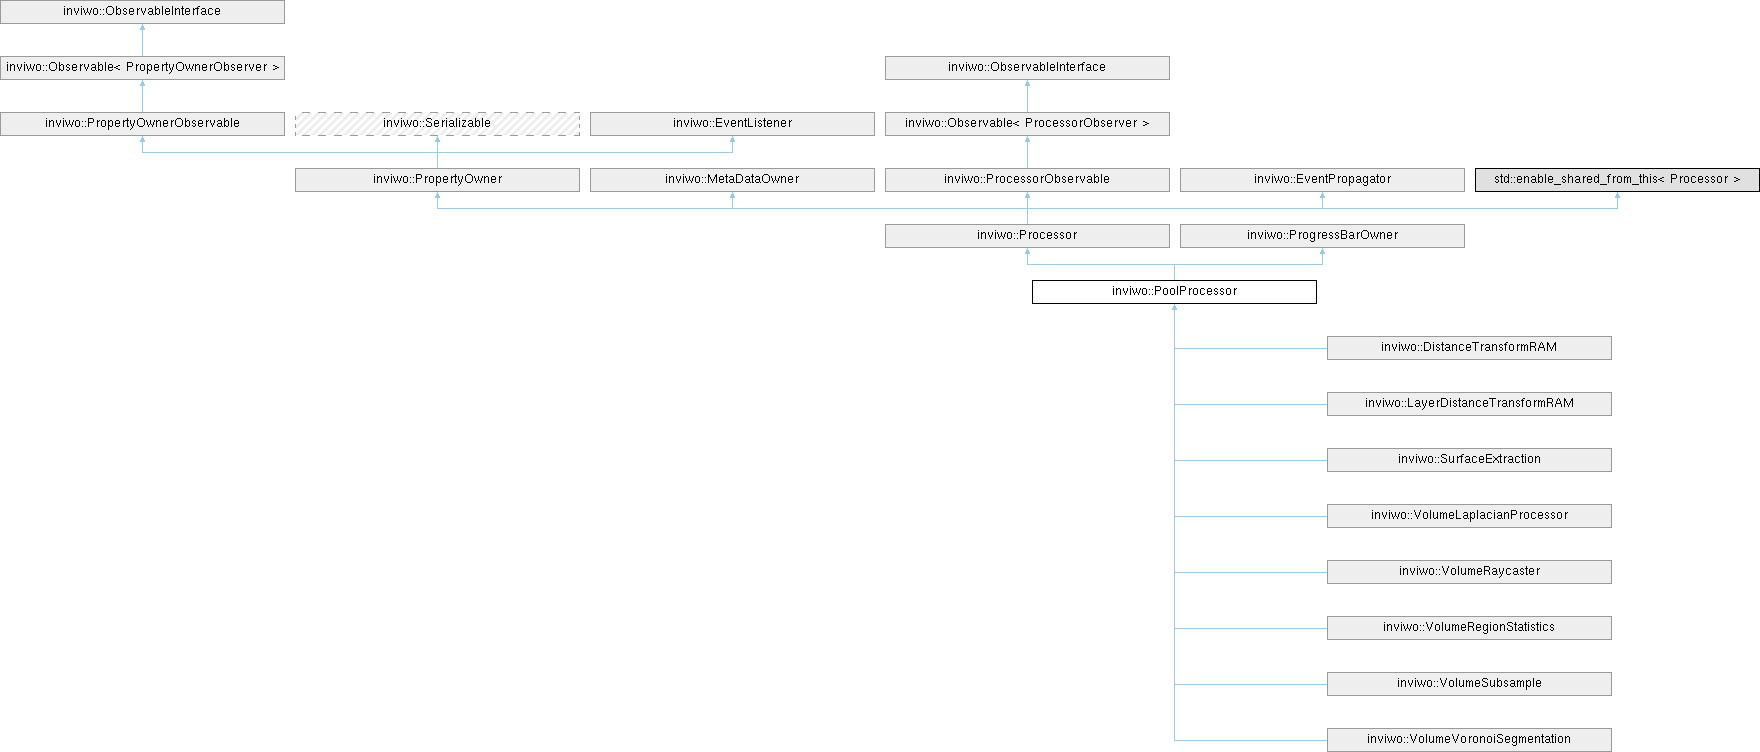 inviwo::ObservableInterface
inviwo::Observable< PropertyOwnerObserver >
inviwo::ObservableInterface
inviwo::PropertyOwnerObservable
inviwo::Serializable
inviwo::EventListener
inviwo::Observable< ProcessorObserver >
inviwo::PropertyOwner
inviwo::MetaDataOwner
inviwo::ProcessorObservable
inviwo::EventPropagator
std::enable_shared_from_this< Processor >
inviwo::Processor
inviwo::ProgressBarOwner
inviwo::PoolProcessor
inviwo::DistanceTransformRAM
inviwo::LayerDistanceTransformRAM
inviwo::SurfaceExtraction
inviwo::VolumeLaplacianProcessor
inviwo::VolumeRaycaster
inviwo::VolumeRegionStatistics
inviwo::VolumeSubsample
inviwo::VolumeVoronoiSegmentation